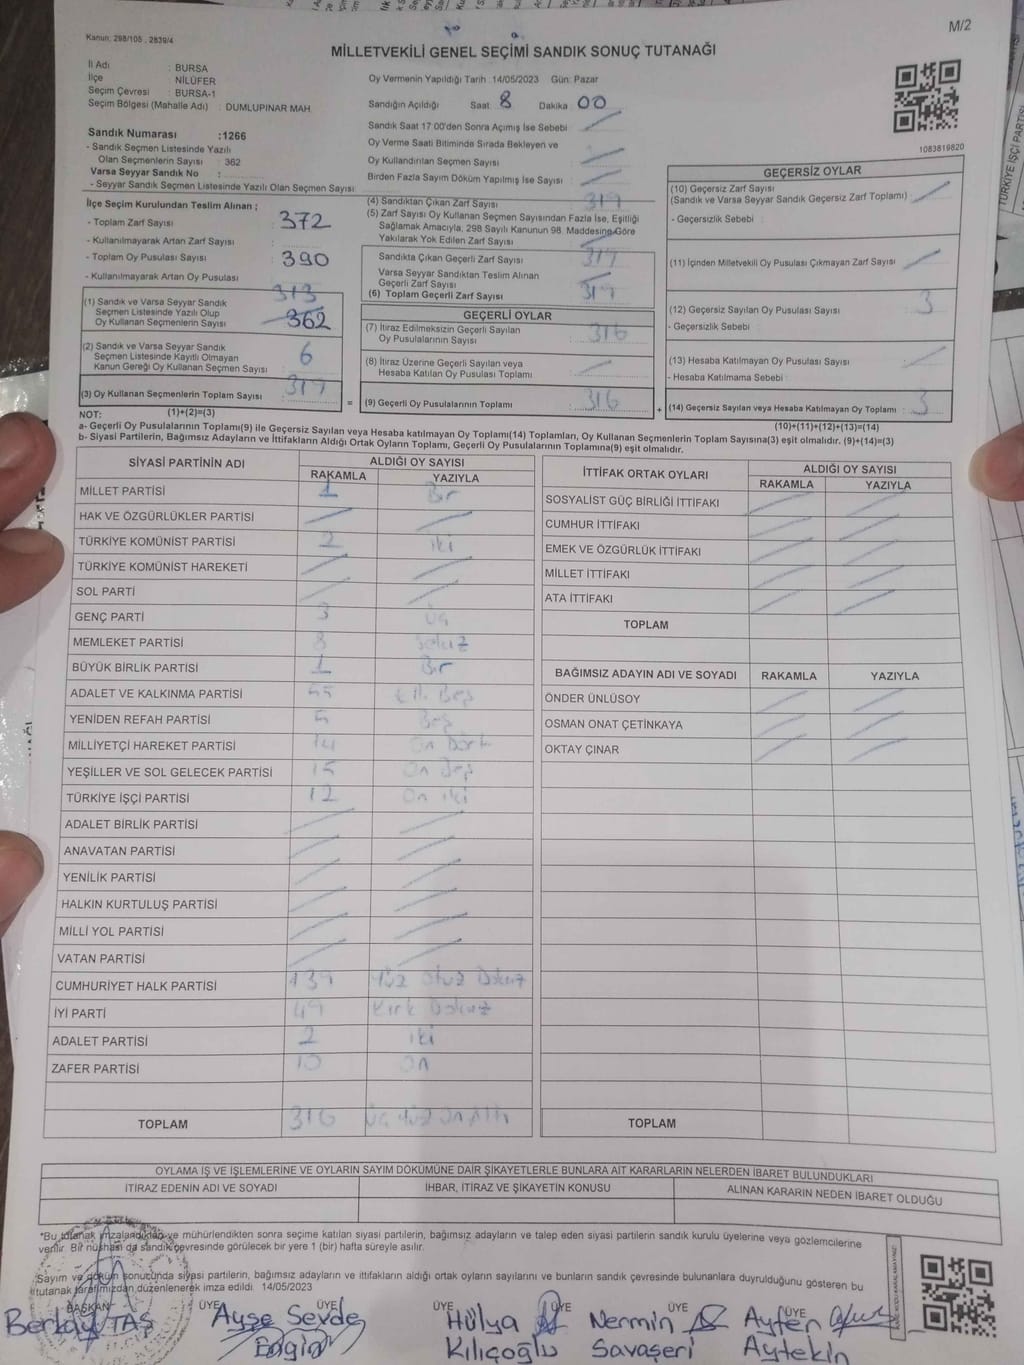 M/2
Kanun: 298/105, 2839/4
MİLLETVEKİLİ GENEL SEÇİMİ SANDIK SONUÇ TUTANAĞI
İl Adı : BURSA
İlçe : NİLÜFER
Seçim Çevresi : BURSA-1
Seçim Bölgesi (Mahalle Adı) : DUMLUPINAR MAH.
Oy Vermenin Yapıldığı Tarih :14/05/2023 Gün: Pazar
Sandığın Açıldığı Saat 8 Dakika 00
Sandık Saat 17:00'den Sonra Açımış İse Sebebi
Oy Verme Saati Bitiminde Sırada Bekleyen ve
Oy Kullandırılan Seçmen Sayısı
Birden Fazla Sayım Döküm Yapılmış İse Sayısı
1083819820
Sandık Numarası :1266
- Sandık Seçmen Listesinde Yazılı
Olan Seçmenlerin Sayısı : 362
Varsa Seyyar Sandık No :
- Seyyar Sandık Seçmen Listesinde Yazılı Olan Seçmen Sayısı
İlçe Seçim Kurulundan Teslim Alınan ;
- Toplam Zarf Sayısı : 372
- Kullanılmayarak Artan Zarf Sayısı :
- Toplam Oy Pusulası Sayısı : 390
- Kullanılmayarak Artan Oy Pusulası :
313
(1) Sandık ve Varsa Seyyar Sandık
Seçmen Listesinde Yazılı Olup
Oy Kullanan Seçmenlerin Sayısı : 362
(2) Sandık ve Varsa Seyyar Sandık
Seçmen Listesinde Kayıtlı Olmayan
Kanun Gereği Oy Kullanan Seçmen Sayısı : 6
(3) Oy Kullanan Seçmenlerin Toplam Sayısı : 319
(4) Sandıktan Çıkan Zarf Sayısı : 319
(5) Zarf Sayısı Oy Kullanan Seçmen Sayısından Fazla İse, Eşitliği
Sağlamak Amacıyla, 298 Sayılı Kanunun 98. Maddesine Göre
Yakılarak Yok Edilen Zarf Sayısı :
Sandıkta Çıkan Geçerli Zarf Sayısı : 319
Varsa Seyyar Sandıktan Teslim Alınan
Geçerli Zarf Sayısı :
(6) Toplam Geçerli Zarf Sayısı : 319
GEÇERLİ OYLAR
(7) İtiraz Edilmeksizin Geçerli Sayılan
Oy Pusulalarının Sayısı : 316
(8) İtiraz Üzerine Geçerli Sayılan veya
Hesaba Katılan Oy Pusulası Toplamı :
= (9) Geçerli Oy Pusulalarının Toplamı : 316
GEÇERSİZ OYLAR
(10) Geçersiz Zarf Sayısı
(Sandık ve Varsa Seyyar Sandık Geçersiz Zarf Toplamı) :
- Geçersizlik Sebebi :
(11) İçinden Milletvekili Oy Pusulası Çıkmayan Zarf Sayısı :
(12) Geçersiz Sayılan Oy Pusulası Sayısı : 3
- Geçersizlik Sebebi :
(13) Hesaba Katılmayan Oy Pusulası Sayısı :
- Hesaba Katılmama Sebebi :
+ (14) Geçersiz Sayılan veya Hesaba Katılmayan Oy Toplamı : 3
NOT: (1)+(2)=(3) (10)+(11)+(12)+(13)=(14)
a- Geçerli Oy Pusulalarının Toplamı(9) ile Geçersiz Sayılan veya Hesaba katılmayan Oy Toplamı(14) Toplamları, Oy Kullanan Seçmenlerin Toplam Sayısına(3) eşit olmalıdır. (9)+(14)=(3)
b- Siyasi Partilerin, Bağımsız Adayların ve İttifakların Aldığı Ortak Oyların Toplamı, Geçerli Oy Pusulalarının Toplamına(9) eşit olmalıdır.
SİYASİ PARTİNİN ADI ALDIĞI OY SAYISI
RAKAMLA YAZIYLA
MİLLET PARTİSİ 1 Bir
HAK VE ÖZGÜRLÜKLER PARTİSİ
TÜRKİYE KOMÜNİST PARTİSİ 2 iki
TÜRKİYE KOMÜNİST HAREKETİ
SOL PARTİ
GENÇ PARTİ 3 üç
MEMLEKET PARTİSİ 8 Sekiz
BÜYÜK BİRLİK PARTİSİ 1 Bir
ADALET VE KALKINMA PARTİSİ 55 Elli Beş
YENİDEN REFAH PARTİSİ 5 Beş
MİLLİYETÇİ HAREKET PARTİSİ 14 On Dört
YEŞİLLER VE SOL GELECEK PARTİSİ 15 On Beş
TÜRKİYE İŞÇİ PARTİSİ 12 On iki
ADALET BİRLİK PARTİSİ
ANAVATAN PARTİSİ
YENİLİK PARTİSİ
HALKIN KURTULUŞ PARTİSİ
MİLLİ YOL PARTİSİ
VATAN PARTİSİ
CUMHURİYET HALK PARTİSİ 139 Yüz Otuz Dokuz
İYİ PARTİ 49 Kırk Dokuz
ADALET PARTİSİ 2 iki
ZAFER PARTİSİ 10 On
TOPLAM 316 üç Yüz On Altı
İTTİFAK ORTAK OYLARI ALDIĞI OY SAYISI
RAKAMLA YAZIYLA
SOSYALİST GÜÇ BİRLİĞİ İTTİFAKI
CUMHUR İTTİFAKI
EMEK VE ÖZGÜRLÜK İTTİFAKI
MİLLET İTTİFAKI
ATA İTTİFAKI
TOPLAM
BAĞIMSIZ ADAYIN ADI VE SOYADI RAKAMLA YAZIYLA
ÖNDER ÜNLÜSOY
OSMAN ONAT ÇETİNKAYA
OKTAY ÇINAR
TOPLAM
OYLAMA İŞ VE İŞLEMLERİNE VE OYLARIN SAYIM DÖKÜMÜNE DAİR ŞİKAYETLERLE BUNLARA AİT KARARLARIN NELERDEN İBARET BULUNDUKLARI
İTİRAZ EDENİN ADI VE SOYADI İHBAR, İTİRAZ VE ŞİKAYETİN KONUSU ALINAN KARARIN NEDEN İBARET OLDUĞU
*Bu tutanak imzalandıktan ve mühürlendikten sonra seçime katılan siyasi partilerin, bağımsız adayların ve talep eden siyasi partilerin sandık kurulu üyelerine veya gözlemcilerine
verilir. Bir nüshası da sandık çevresinde görülecek bir yere 1 (bir) hafta süreyle asılır.
Sayım ve döküm sonucunda siyasi partilerin, bağımsız adayların ve ittifakların aldığı ortak oyların sayılarını ve bunların sandık çevresinde bulunanlara duyrulduğunu gösteren bu
tutanak tarafımızdan düzenlenerek imza edildi. 14/05/2023
BAŞKAN ÜYE ÜYE ÜYE ÜYE ÜYE ÜYE
Berkay TAŞ Ayşe Sevde Hülya Nermin Ayfer
Engin Kılıçoğlu Savaşeri Aytekin
TÜRKİYE İŞÇİ PARTİSİ